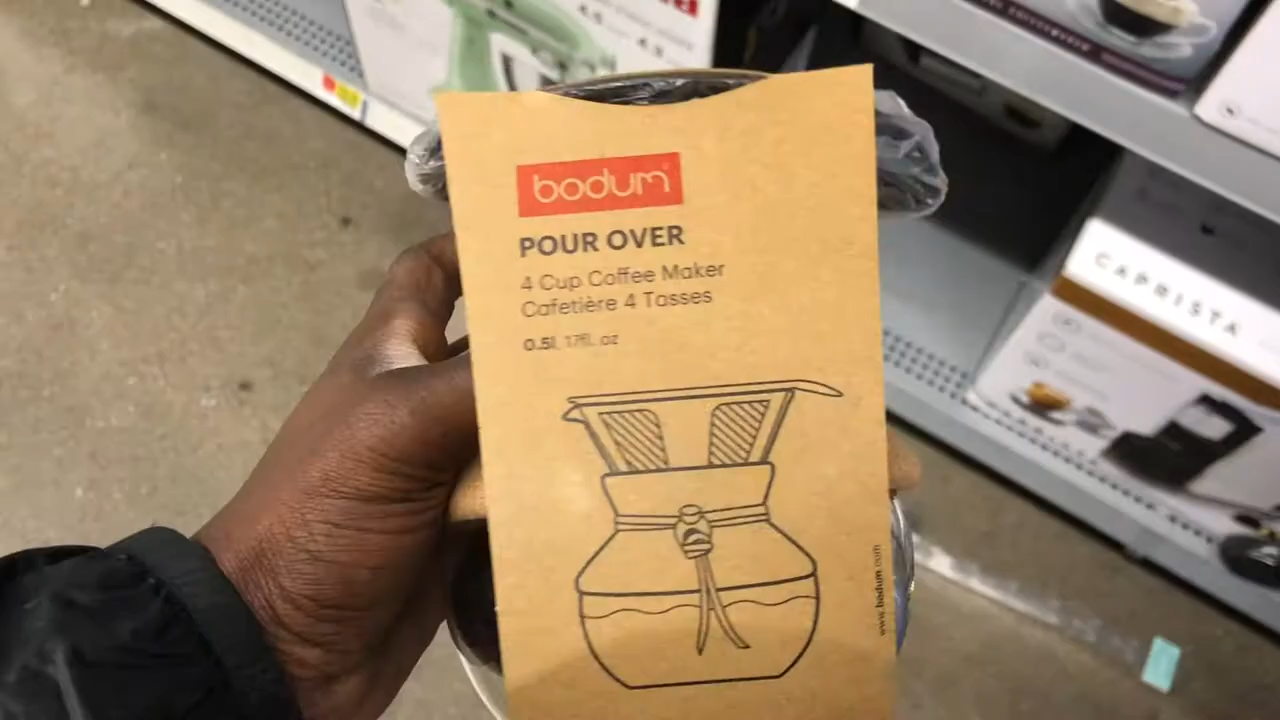 bodum
POUR OVER
4 Cup Coffee Maker
Cafetière 4 Tasses
0.5l, 17fl. oz
www.bodum.com
CAPRISTA